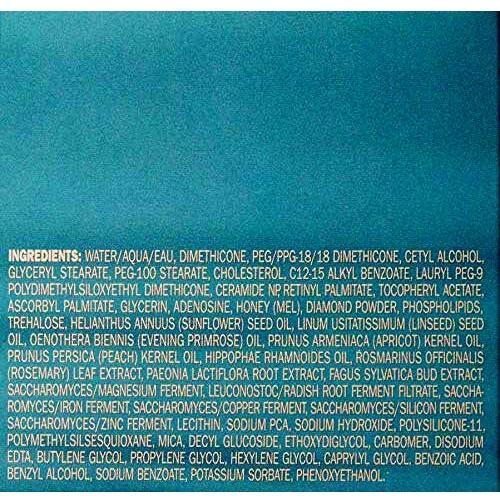 INGREDIENTS: WATER/AQUA/EAU, DIMETHICONE, PEG/PPG-18/18 DIMETHICONE, CETYL ALCOHOL,
GLYCERYL STEARATE, PEG-100 STEARATE, CHOLESTEROL, C12-15 ALKYL BENZOATE, LAURYL PEG-9
POLYDIMETHYLSILOXYETHYL DIMETHICONE, CERAMIDE NP, RETINYL PALMITATE, TOCOPHERYL ACETATE,
ASCORBYL PALMITATE, GLYCERIN, ADENOSINE, HONEY (MEL), DIAMOND POWDER, PHOSPHOLIPIDS,
TREHALOSE, HELIANTHUS ANNUUS (SUNFLOWER) SEED OIL, LINUM USITATISSIMUM (LINSEED) SEED
OIL, OENOTHERA BIENNIS (EVENING PRIMROSE) OIL, PRUNUS ARMENIACA (APRICOT) KERNEL OIL,
PRUNUS PERSICA (PEACH) KERNEL OIL, HIPPOPHAE RHAMNOIDES OIL, ROSMARINUS OFFICINALIS
(ROSEMARY) LEAF EXTRACT, PAEONIA LACTIFLORA ROOT EXTRACT, FAGUS SYLVATICA BUD EXTRACT,
SACCHAROMYCES/MAGNESIUM FERMENT, LEUCONOSTOC/RADISH ROOT FERMENT FILTRATE, SACCHA-
ROMYCES/IRON FERMENT, SACCHAROMYCES/COPPER FERMENT, SACCHAROMYCES/SILICON FERMENT,
SACCHAROMYCES/ZINC FERMENT, LECITHIN, SODIUM PCA, SODIUM HYDROXIDE, POLYSILICONE-11,
POLYMETHYLSILSESQUIOXANE, MICA, DECYL GLUCOSIDE, ETHOXYDIGLYCOL, CARBOMER, DISODIUM
EDTA, BUTYLENE GLYCOL, PROPYLENE GLYCOL, HEXYLENE GLYCOL, CAPRYLYL GLYCOL, BENZOIC ACID,
BENZYL ALCOHOL, SODIUM BENZOATE, POTASSIUM SORBATE, PHENOXYETHANOL.